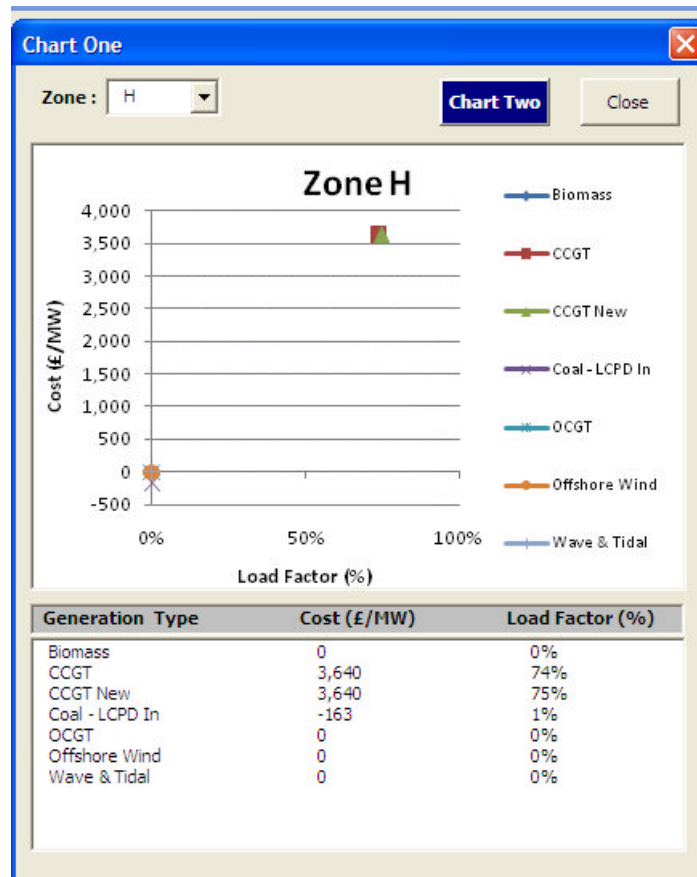 Chart One
Zone : H Chart Two Close
Zone H
4,000
3,500
3,000
2,500
2,000
1,500
1,000
500
0
-500
Cost (£/MW)
0% 50% 100%
Load Factor (%)
Biomass
CCGT
CCGT New
Coal - LCPD In
OCGT
Offshore Wind
Wave & Tidal
Generation Type Cost (£/MW) Load Factor (%)
Biomass 0 0%
CCGT 3,640 74%
CCGT New 3,640 75%
Coal - LCPD In -163 1%
OCGT 0 0%
Offshore Wind 0 0%
Wave & Tidal 0 0%